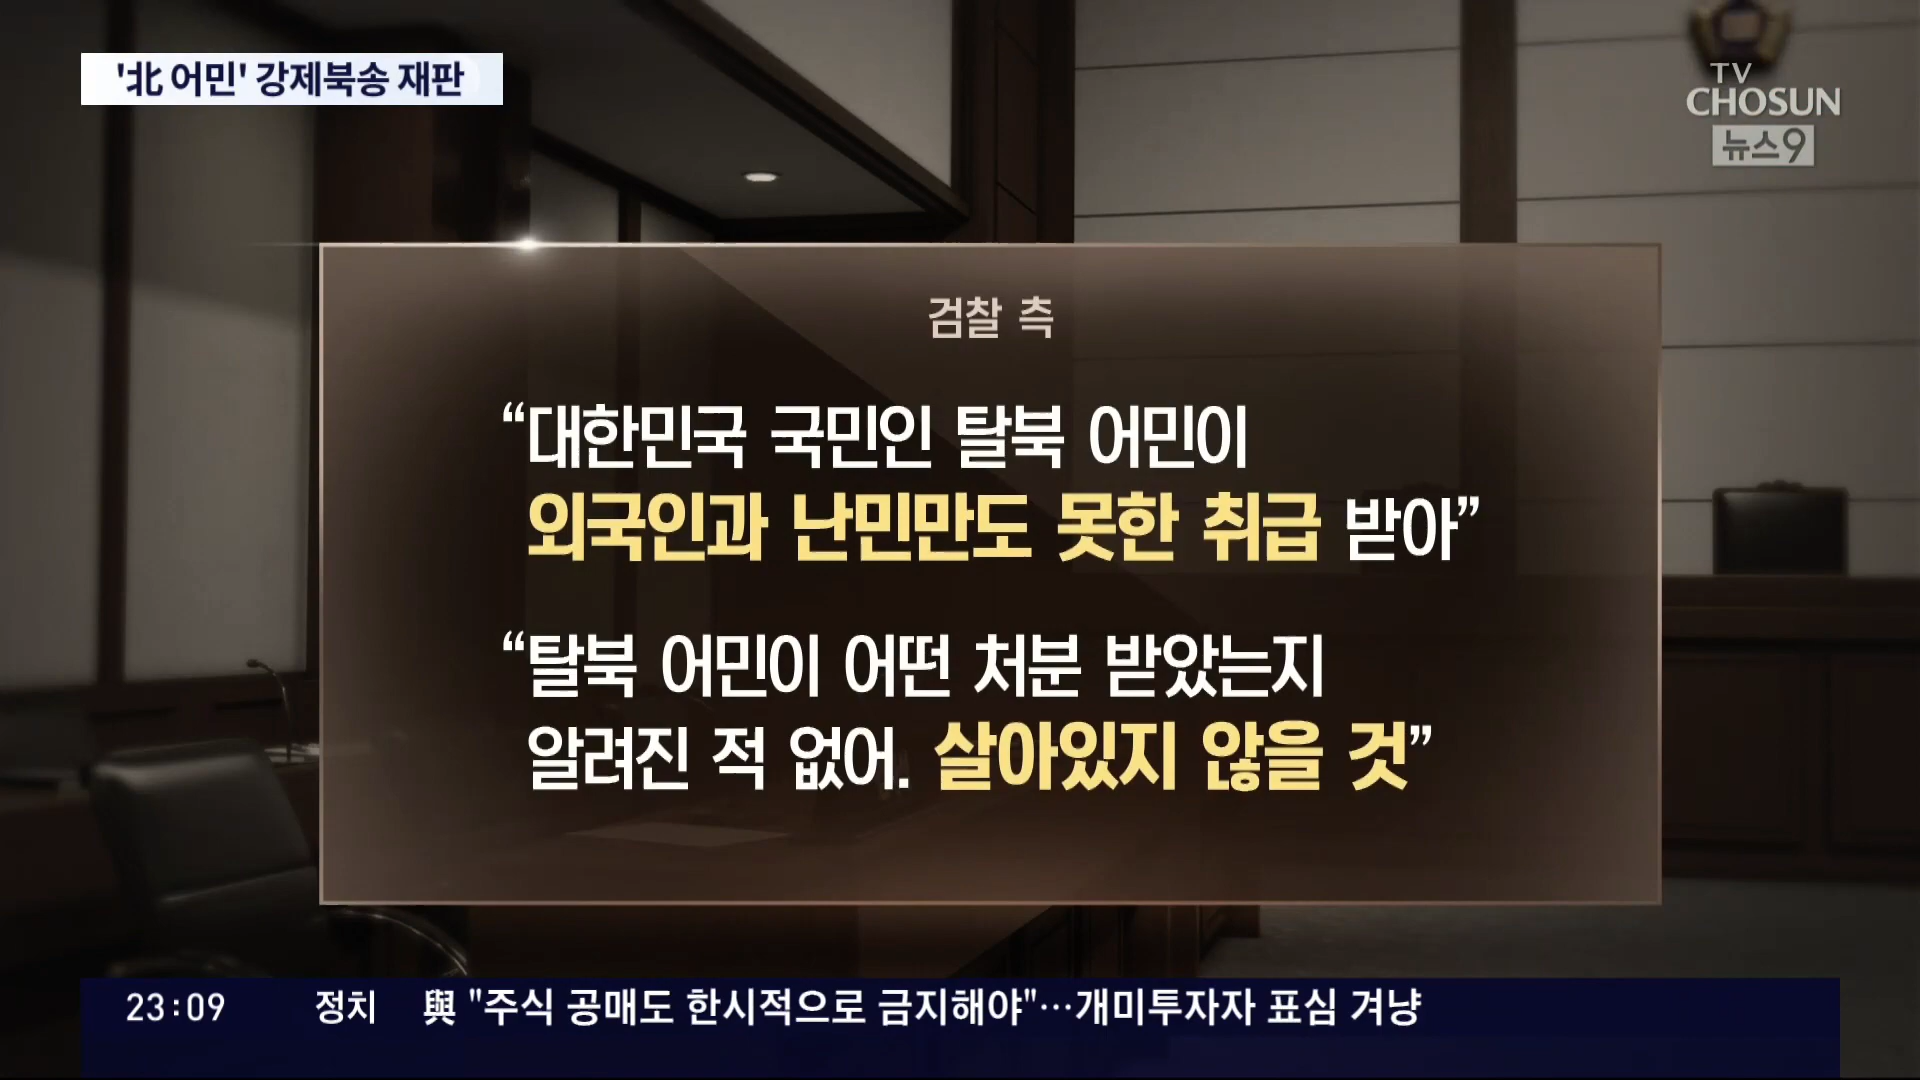 '北 어민' 강제북송 재판
TV
CHOSUN
뉴스9
검찰 측
“대한민국 국민인 탈북 어민이
외국인과 난민만도 못한 취급 받아”
“탈북 어민이 어떤 처분 받았는지
알려진 적 없어. 살아있지 않을 것”
23:09 정치 與 "주식 공매도 한시적으로 금지해야"…개미투자자 표심 겨냥